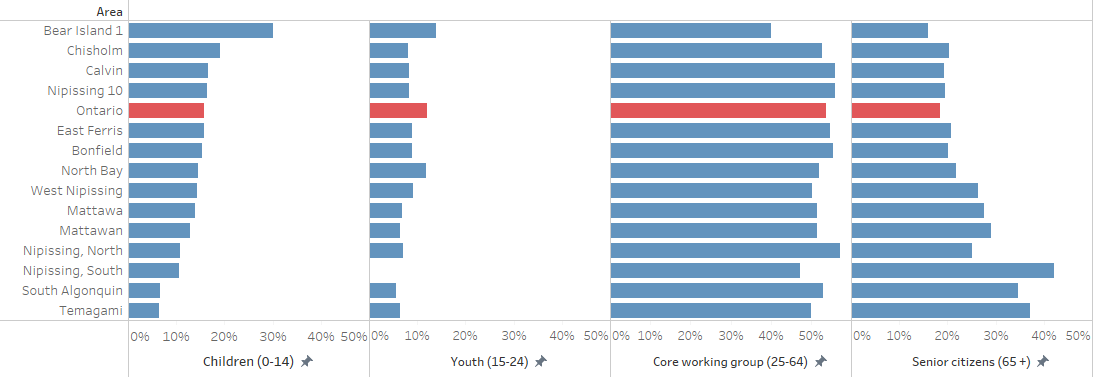 Area
Bear Island 1
Chisholm
Calvin
Nipissing 10
Ontario
East Ferris
Bonfield
North Bay
West Nipissing
Mattawa
Mattawan
Nipissing, North
Nipissing, South
South Algonquin
Temagami
0% 10% 20% 30% 40% 50% 0% 10% 20% 30% 40% 50% 0% 10% 20% 30% 40% 50% 0% 10% 20% 30% 40% 50%
Children (0-14) Youth (15-24) Core working group (25-64) Senior citizens (65 +)